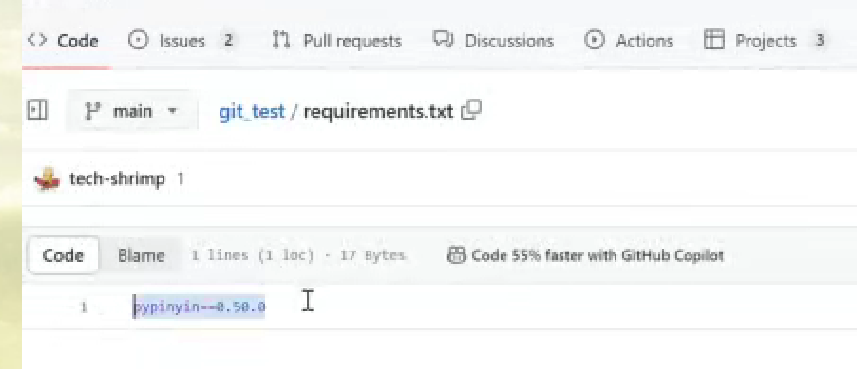 Code Issues 2 Pull requests Discussions Actions Projects 3
main git_test / requirements.txt
tech-shrimp 1
Code Blame 1 lines (1 loc) · 17 Bytes Code 55% faster with GitHub Copilot
1 pypinyin==0.50.0